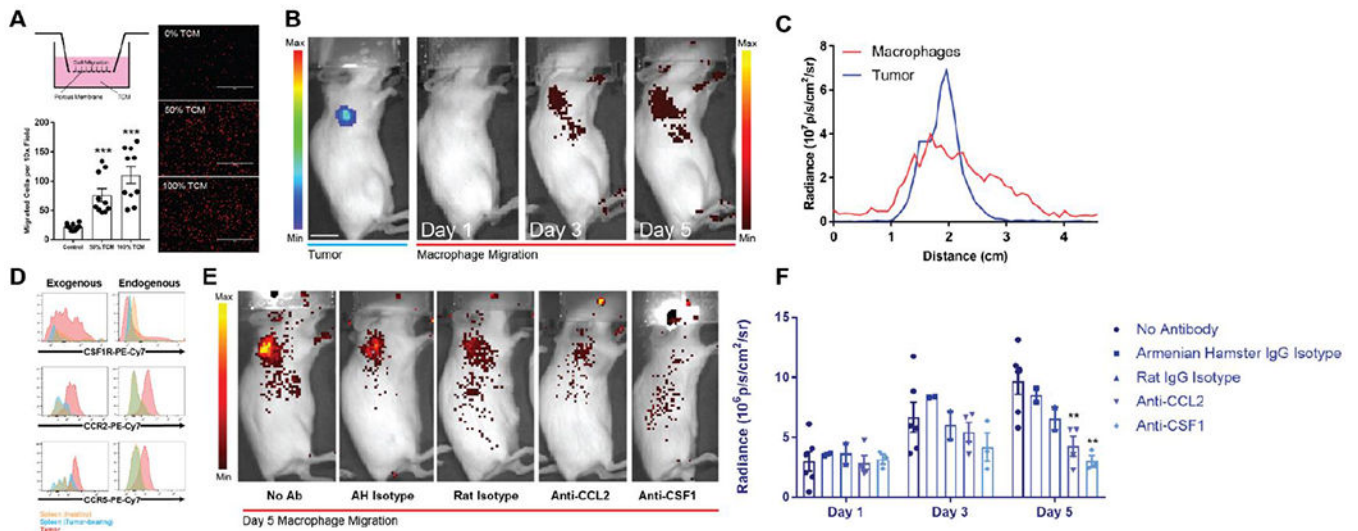 A
Cell Migration
Porous Membrane
TCM
0% TCM
50% TCM
100% TCM
Migrated Cells per 10x Field
200
150
100
50
0
***
***
Control
50% TCM
100% TCM
B
Max
Min
Day 1
Day 3
Day 5
Max
Min
Tumor
Macrophage Migration
C
Radiance (10⁷p/s/cm²/sr)
8
6
4
2
0
Macrophages
Tumor
0
1
2
3
4
Distance (cm)
D
Exogenous
Endogenous
CSF1R-PE-Cy7
CCR2-PE-Cy7
CCR5-PE-Cy7
Spleen (Healthy)
Spleen (Tumor-bearing)
Tumor
E
Max
Min
No Ab
AH Isotype
Rat Isotype
Anti-CCL2
Anti-CSF1
Day 5 Macrophage Migration
F
Radiance (10⁶p/s/cm²/sr)
15
10
5
0
**
**
Day 1
Day 3
Day 5
No Antibody
Armenian Hamster IgG Isotype
Rat IgG Isotype
Anti-CCL2
Anti-CSF1